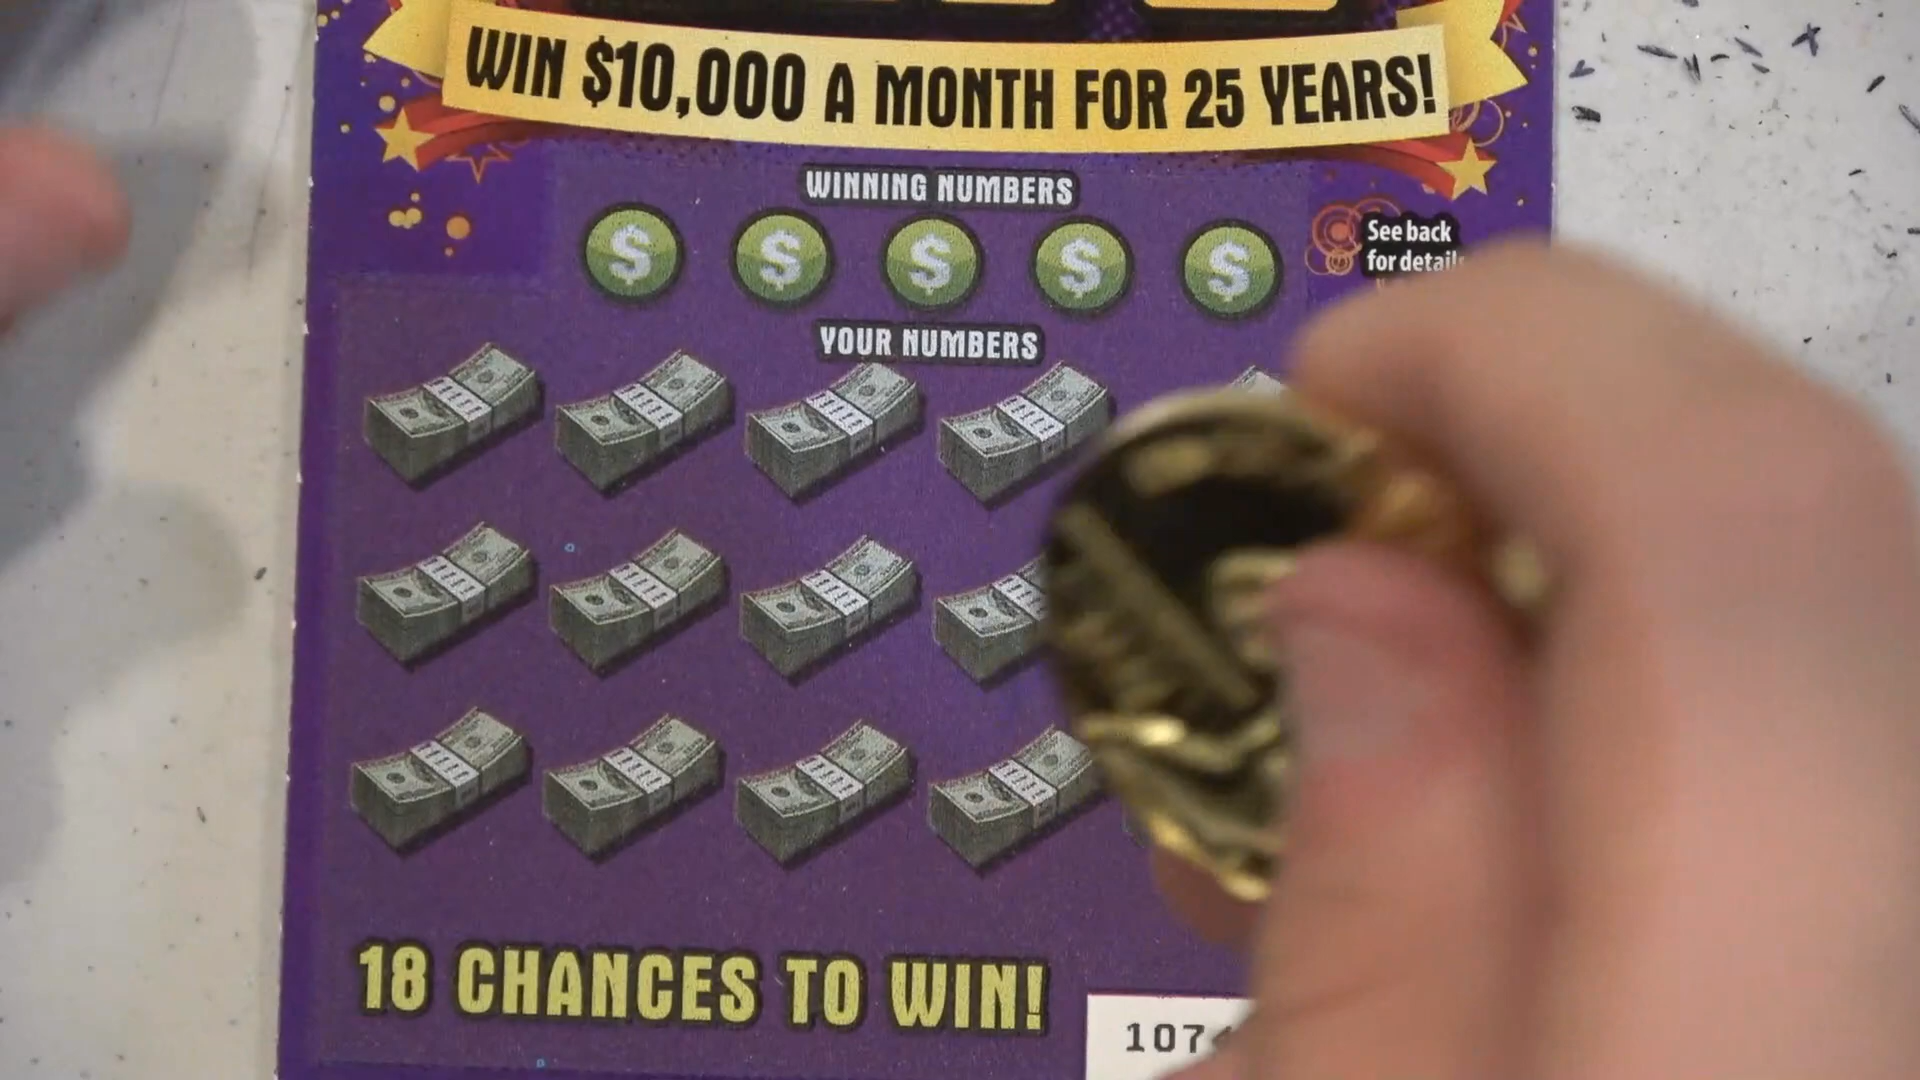 WIN $10,000 A MONTH FOR 25 YEARS!
WINNING NUMBERS
$ $ $ $ $
See back
for details
YOUR NUMBERS
18 CHANCES TO WIN!
107